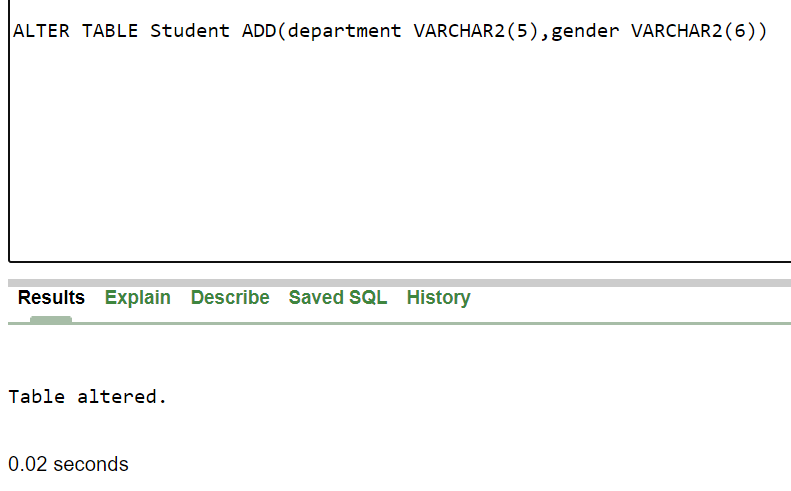 ALTER TABLE Student ADD(department VARCHAR2(5),gender VARCHAR2(6))
Results Explain Describe Saved SQL History
Table altered.
0.02 seconds